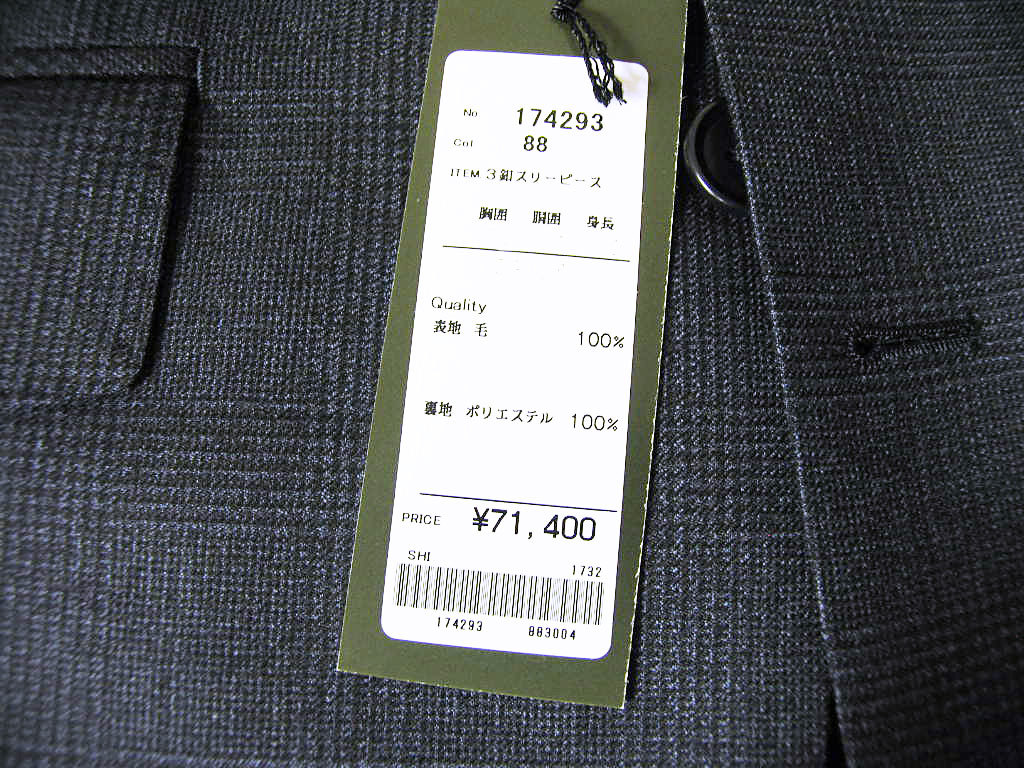 No 174293
Col 88
ITEM 3釦スリーピース
胸囲 胴囲 身長
Quality
表地 毛 100%
裏地 ポリエステル 100%
PRICE ¥71,400
SHI
1732
174293 883004